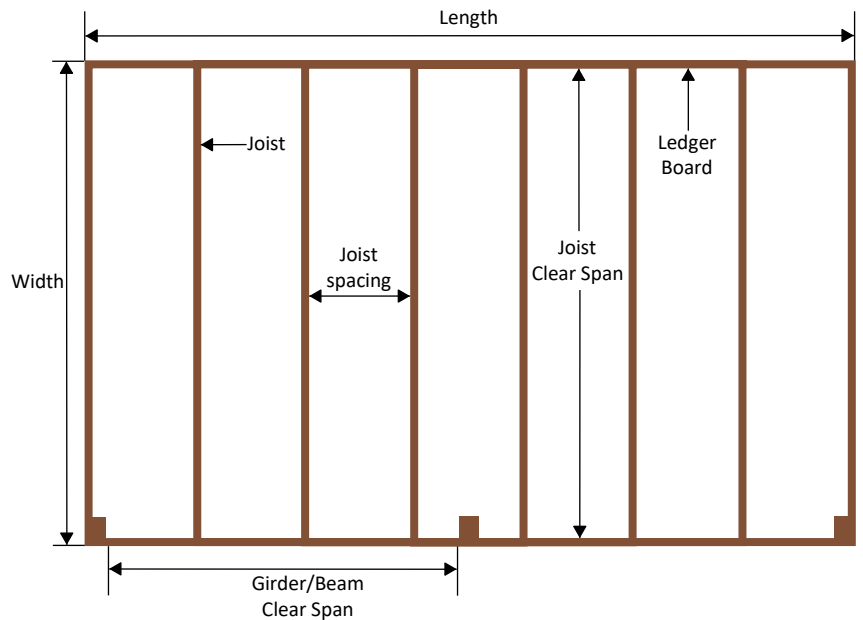 Length
Joist
Ledger
Board
Joist
spacing
Joist
Clear Span
Width
Girder/Beam
Clear Span